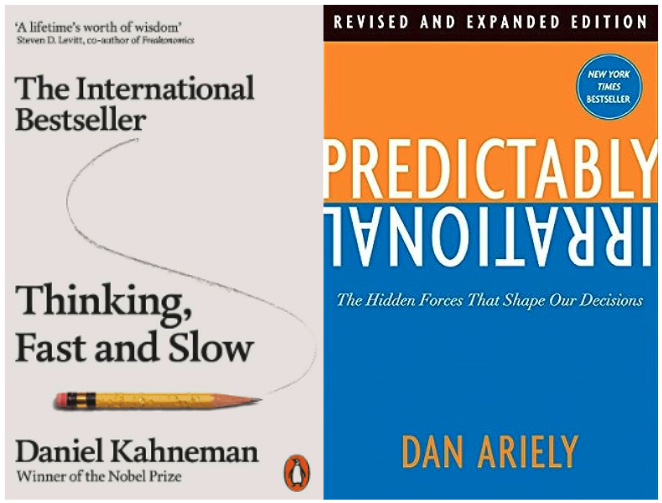 'A lifetime's worth of wisdom'
Steven D. Levitt, co-author of Freakonomics
The International
Bestseller
Thinking,
Fast and Slow
Daniel Kahneman
Winner of the Nobel Prize
REVISED AND EXPANDED EDITION
NEW YORK
TIMES
BESTSELLER
PREDICTABLY
IRRATIONAL
The Hidden Forces That Shape Our Decisions
DAN ARIELY